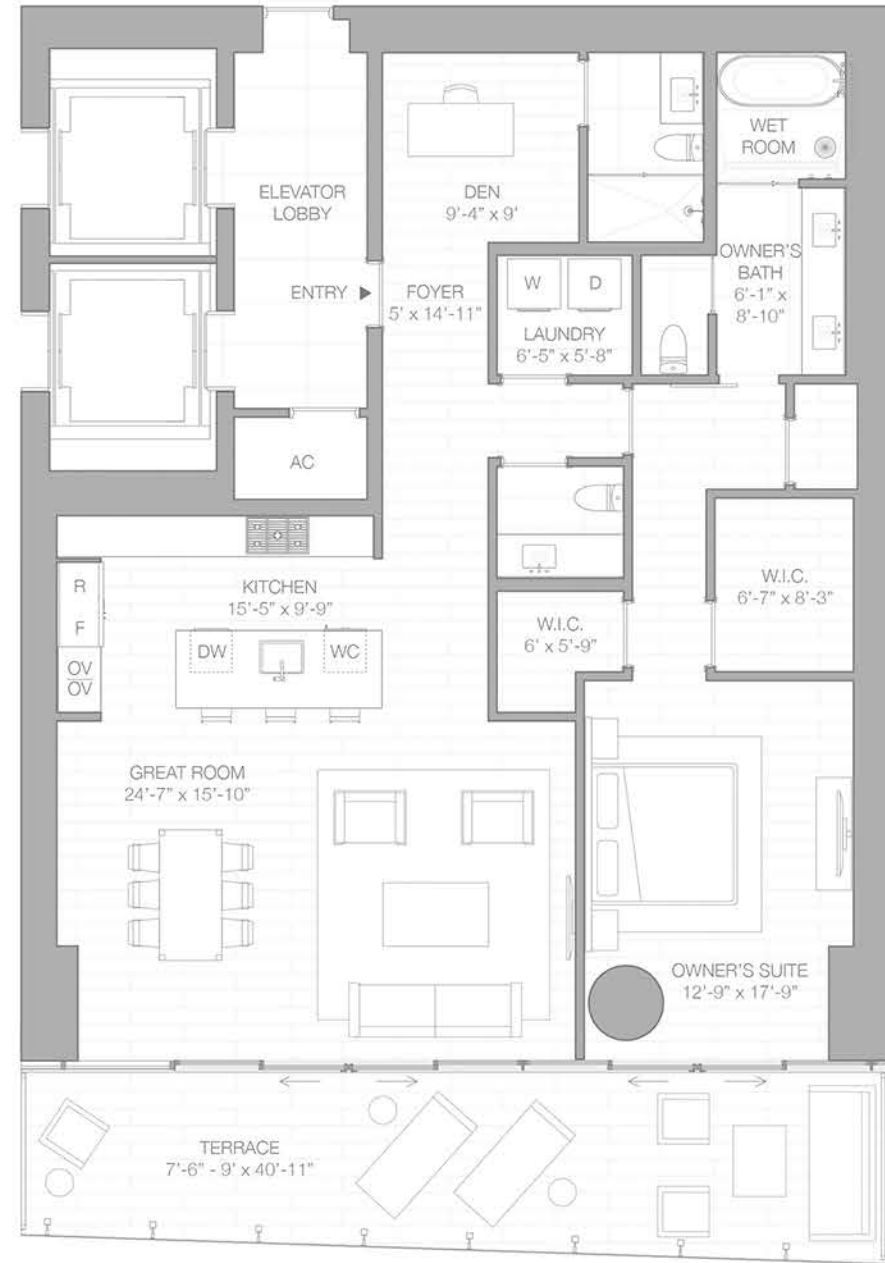 WET
ROOM
ELEVATOR
LOBBY
DEN
9'-4" x 9'
OWNER'S
BATH
6'-1" x
8'-10"
ENTRY
FOYER
5' x 14'-11"
W
D
LAUNDRY
6'-5" x 5'-8"
AC
KITCHEN
15'-5" x 9'-9"
R
F
OV
OV
DW
WC
W.I.C.
6'-7" x 8'-3"
W.I.C.
6' x 5'-9"
GREAT ROOM
24'-7" x 15'-10"
OWNER'S SUITE
12'-9" x 17'-9"
TERRACE
7'-6" - 9' x 40'-11"